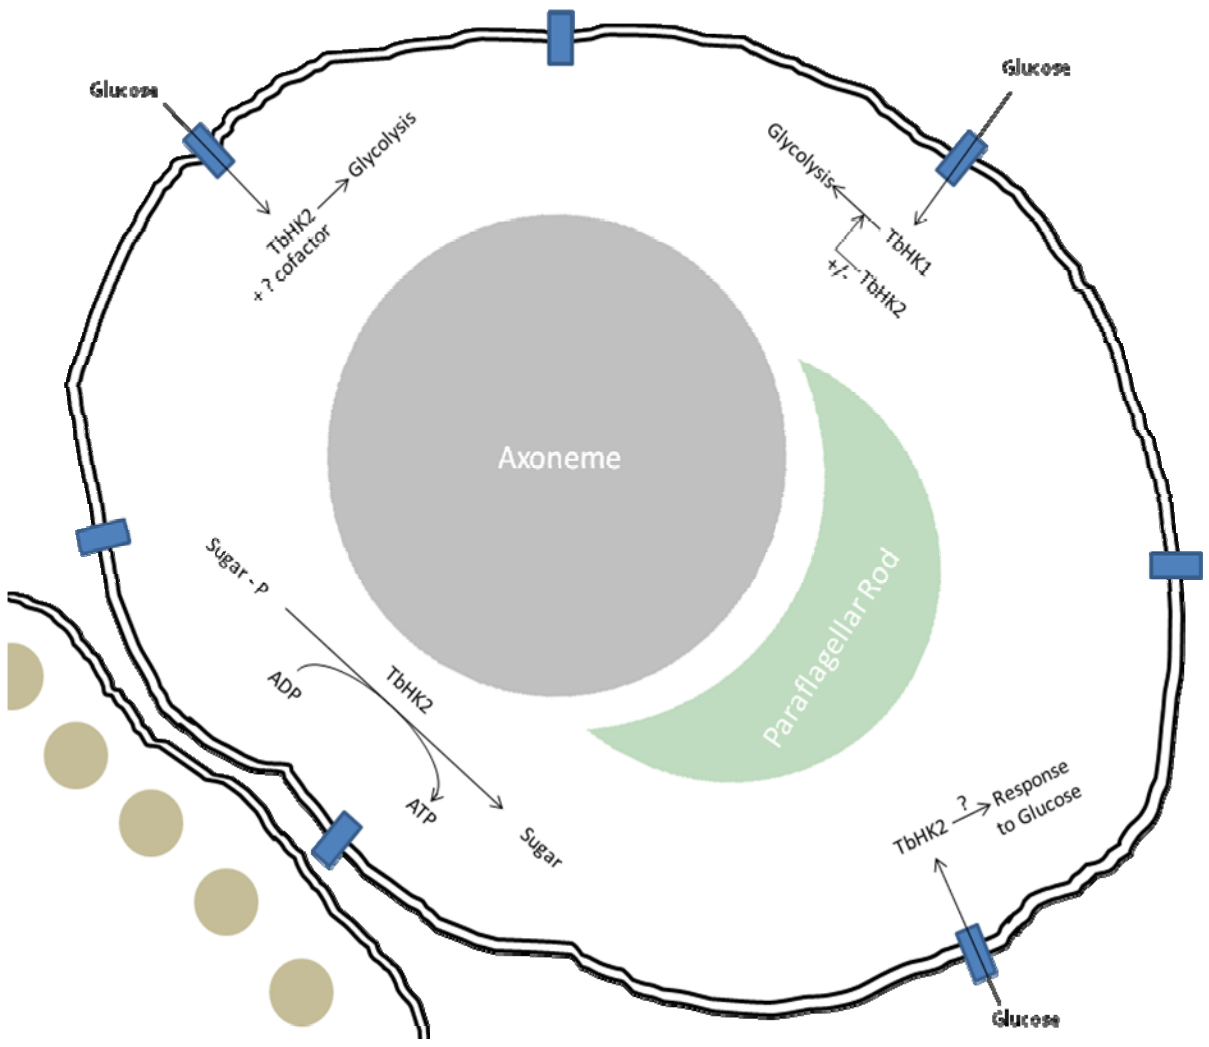 Glucose
Glucose
Glycolysis
TbHK2
+ ? cofactor
Glycolysis
TbHK1
+/-
TbHK2
Axoneme
Paraflagellar Rod
Sugar - P
ADP
TbHK2
ATP
Sugar
TbHK2
?
Response
to Glucose
Glucose